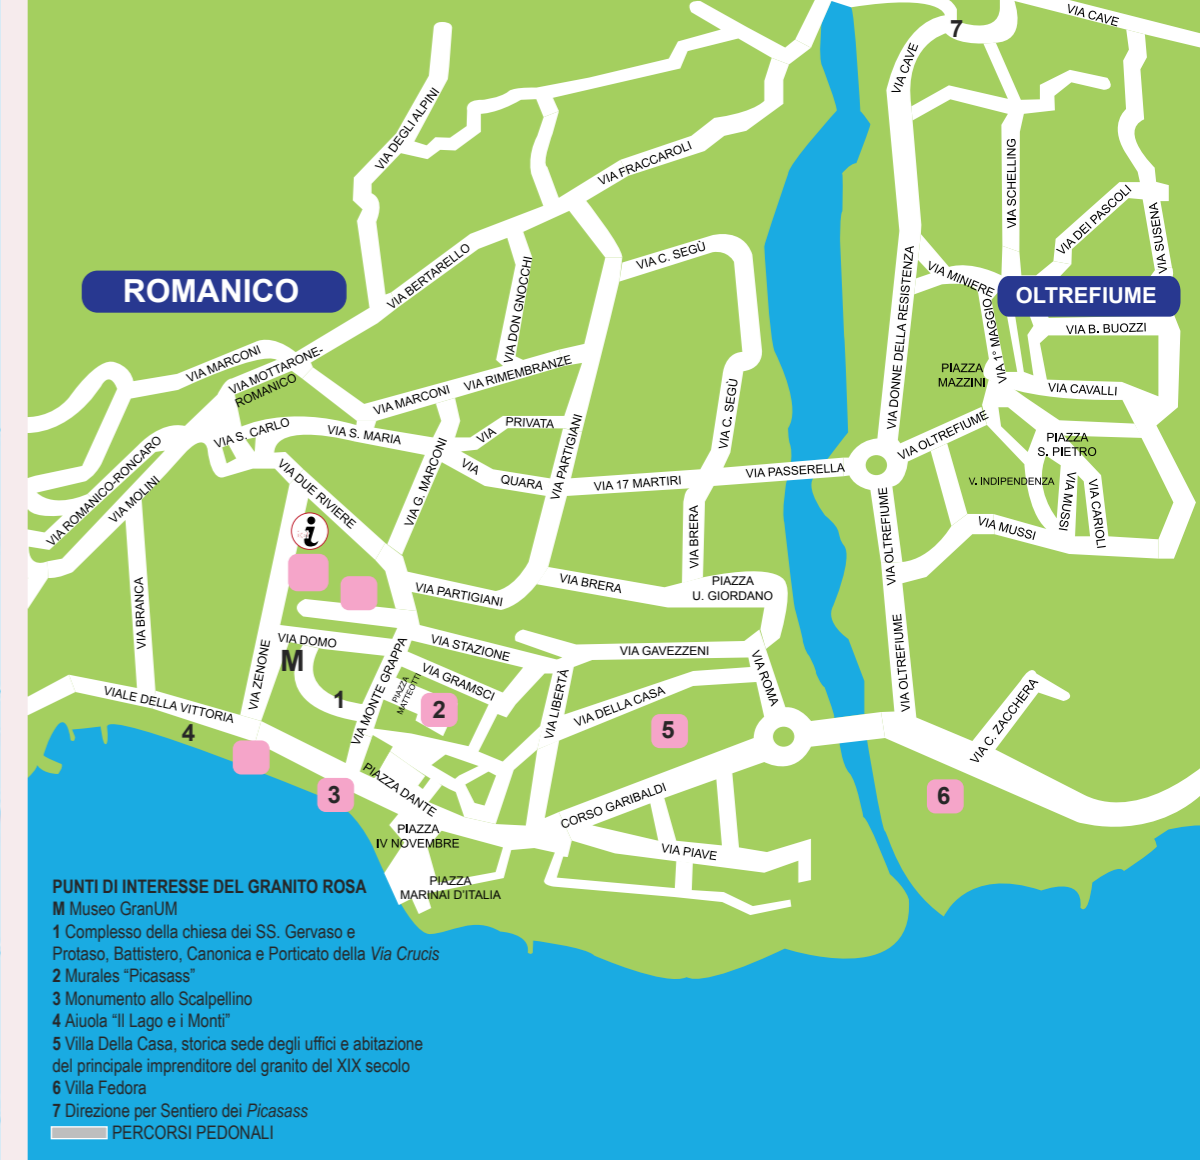 7
VIA CAVE
VIA CAVE
VIA DEGLI ALPINI
VIA FRACCAROLI
VIA SCHELLING
VIA DEI PASCOLI
VIA SUSENA
VIA C. SEGÙ
VIA BERTARELLO
VIA DON GNOCCHI
VIA DONNE DELLA RESISTENZA
VIA MINIERE
ROMANICO
OLTREFIUME
VIA 1° MAGGIO
VIA B. BUOZZI
VIA MARCONI
VIA MOTTARONE-
ROMANICO
VIA RIMEMBRANZE
VIA MARCONI
PIAZZA
MAZZINI
VIA CAVALLI
VIA C. SEGÙ
VIA S. CARLO
VIA S. MARIA
VIA
PRIVATA
VIA PARTIGIANI
VIA OLTREFIUME
PIAZZA
S. PIETRO
VIA ROMANICO-RONCARO
VIA MOLINI
VIA DUE RIVIERE
VIA G. MARCONI
VIA
QUARA
VIA 17 MARTIRI
VIA PASSERELLA
V. INDIPENDENZA
VIA MUSSI
VIA CARIOLI
VIA MUSSI
i
VIA BRERA
VIA OLTREFIUME
VIA BRANCA
VIA PARTIGIANI
VIA BRERA
PIAZZA
U. GIORDANO
VIA ZENONE
VIA DOMO
M
VIA MONTE GRAPPA
VIA STAZIONE
VIA GAVEZZENI
VIA OLTREFIUME
VIA GRAMSCI
PIAZZA
MATTEOTTI
VIA LIBERTÀ
VIA DELLA CASA
VIA ROMA
VIALE DELLA VITTORIA
1
2
5
4
VIA C. ZACCHERA
3
PIAZZA DANTE
CORSO GARIBALDI
6
PIAZZA
IV NOVEMBRE
VIA PIAVE
PIAZZA
MARINAI D'ITALIA
PUNTI DI INTERESSE DEL GRANITO ROSA
M Museo GranUM
1 Complesso della chiesa dei SS. Gervaso e
Protaso, Battistero, Canonica e Porticato della Via Crucis
2 Murales “Picasass”
3 Monumento allo Scalpellino
4 Aiuola “Il Lago e i Monti”
5 Villa Della Casa, storica sede degli uffici e abitazione
del principale imprenditore del granito del XIX secolo
6 Villa Fedora
7 Direzione per Sentiero dei Picasass
PERCORSI PEDONALI